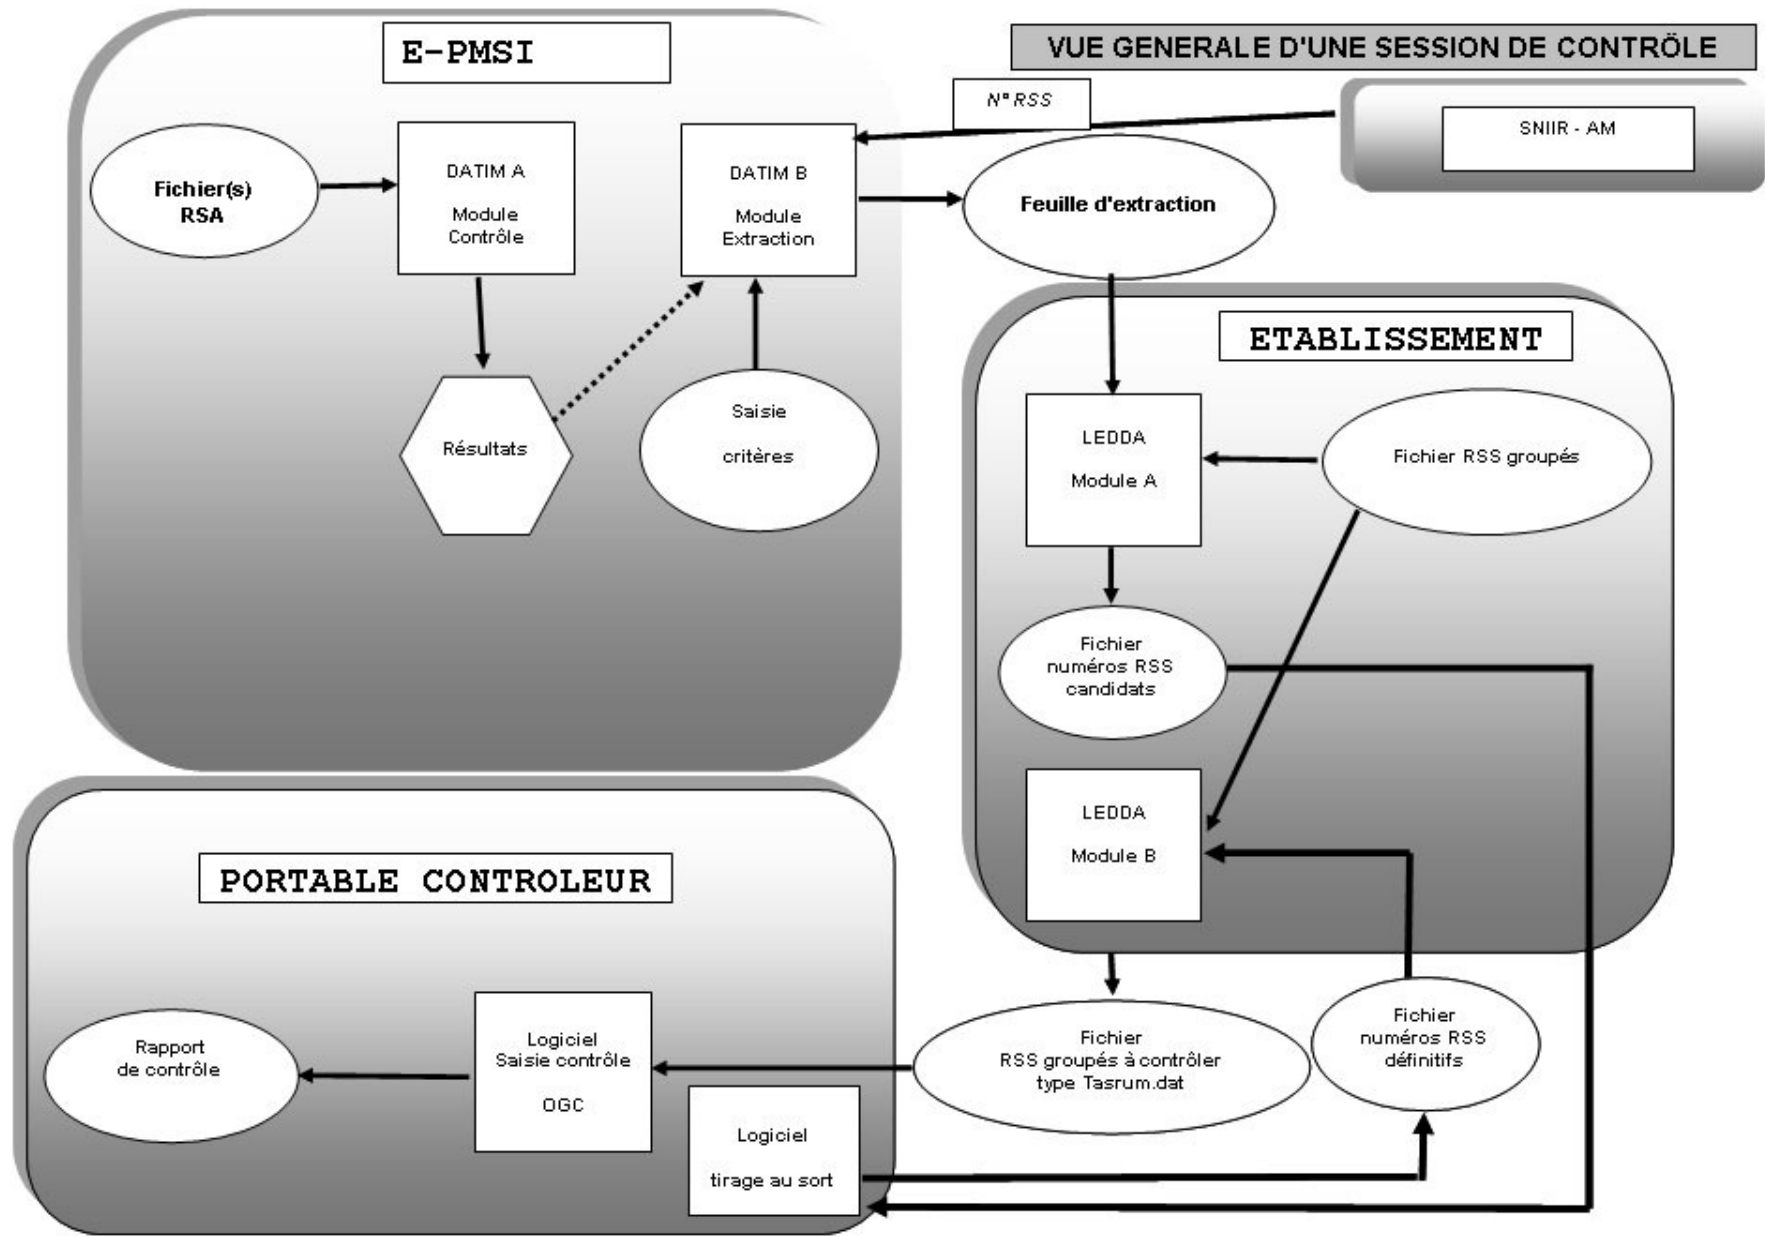 E-PMSI
VUE GENERALE D'UNE SESSION DE CONTRÔLE
N° RSS
SNIIR - AM
Fichier(s)
RSA
DATIM A
Module
Contrôle
DATIM B
Module
Extraction
Feuille d'extraction
Résultats
Saisie
critères
ETABLISSEMENT
LEDDA
Module A
Fichier RSS groupés
Fichier
numéros RSS
candidats
LEDDA
Module B
PORTABLE CONTROLEUR
Rapport
de contrôle
Logiciel
Saisie contrôle
OGC
Logiciel
tirage au sort
Fichier
RSS groupés à contrôler
type Tasrum.dat
Fichier
numéros RSS
définitifs